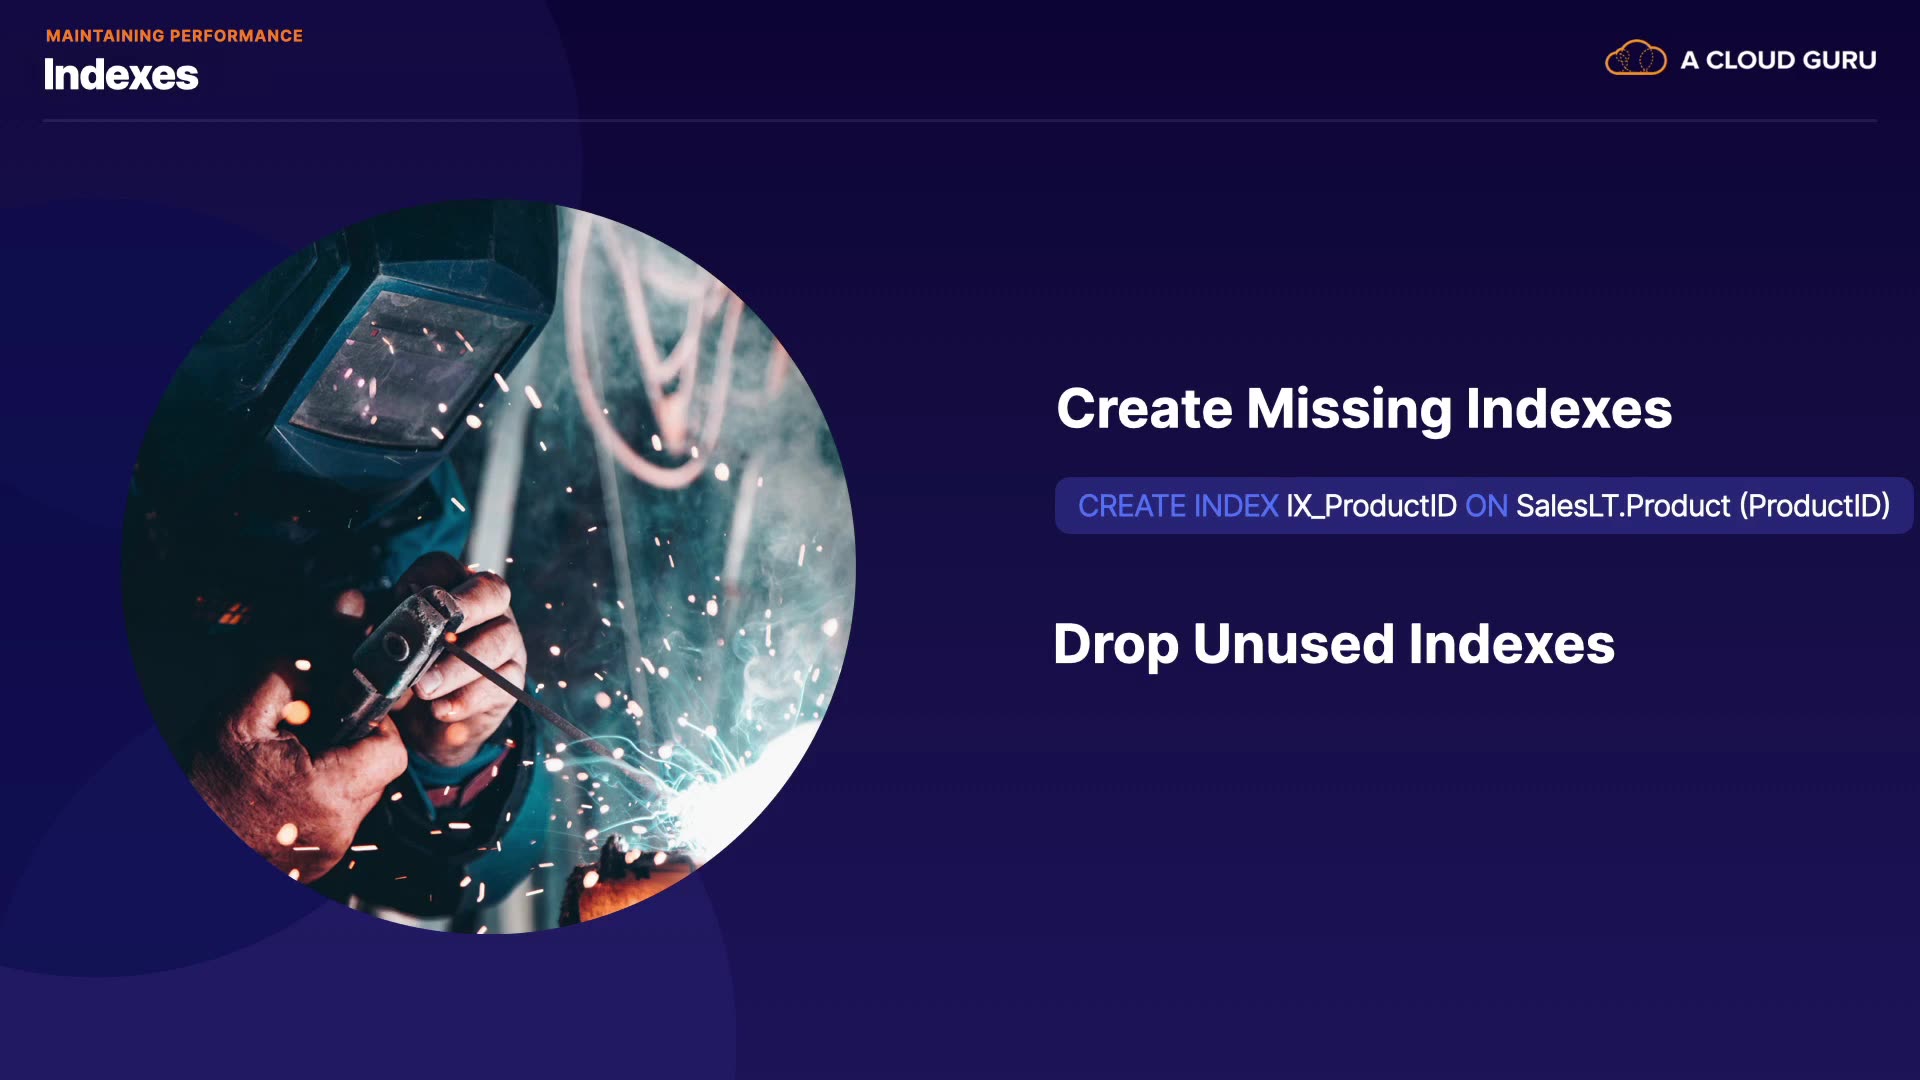 MAINTAINING PERFORMANCE
Indexes
A CLOUD GURU
Create Missing Indexes
CREATE INDEX IX_ProductID ON SalesLT.Product (ProductID)
Drop Unused Indexes